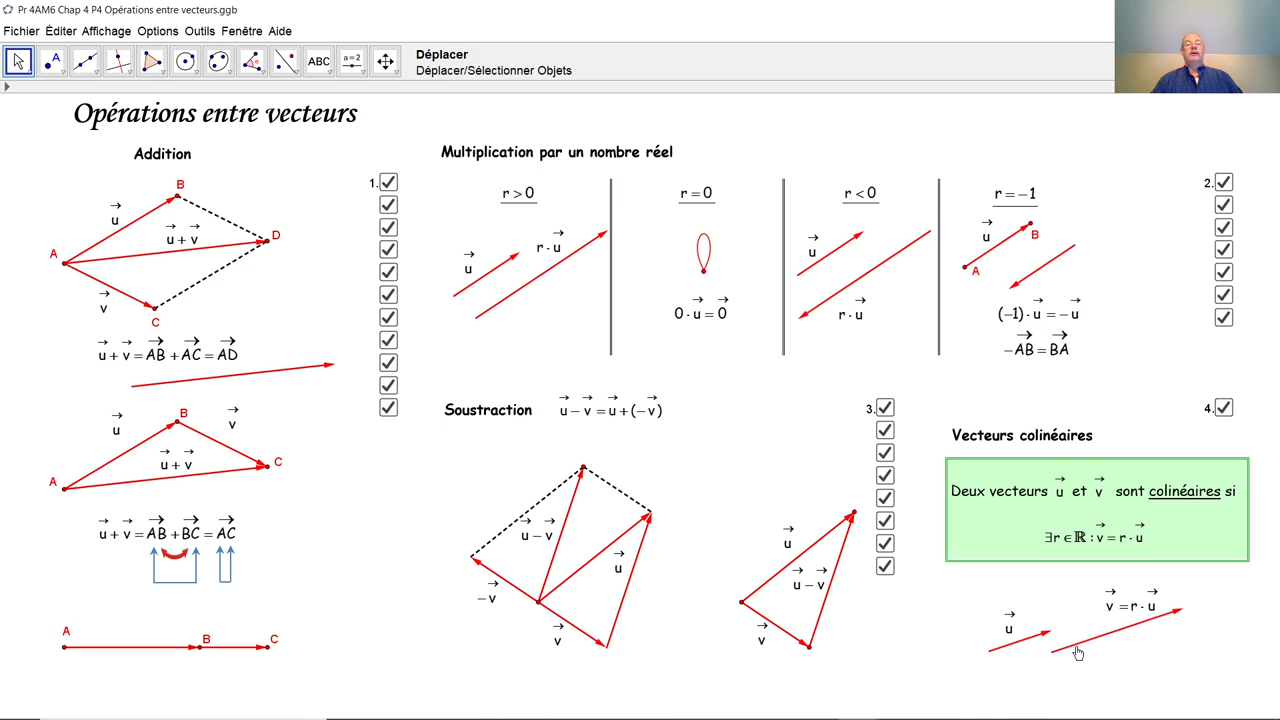 Pr 4AM6 Chap 4 P4 Opérations entre vecteurs.ggb
Fichier Éditer Affichage Options Outils Fenêtre Aide
A
ABC
a=2
Déplacer
Déplacer/Sélectionner Objets
Opérations entre vecteurs
Addition
B
u⃗
u⃗ + v⃗
D
A
v⃗
C
u⃗ + v⃗ = AB⃗ + AC⃗ = AD⃗
B
u⃗
v⃗
u⃗ + v⃗
C
A
u⃗ + v⃗ = AB⃗ + BC⃗ = AC⃗
A
B
C
1.
Multiplication par un nombre réel
r > 0
u⃗
r · u⃗
r = 0
0 · u⃗ = 0⃗
r < 0
u⃗
r · u⃗
r = −1
u⃗
B
A
(−1) · u⃗ = −u⃗
−AB⃗ = BA⃗
2.
Soustraction u⃗ − v⃗ = u⃗ + (−v⃗)
u⃗ − v⃗
u⃗
−v⃗
v⃗
u⃗
u⃗ − v⃗
v⃗
3.
4.
Vecteurs colinéaires
Deux vecteurs u⃗ et v⃗ sont colinéaires si
∃r ∈ ℝ : v⃗ = r · u⃗
u⃗
v⃗ = r · u⃗